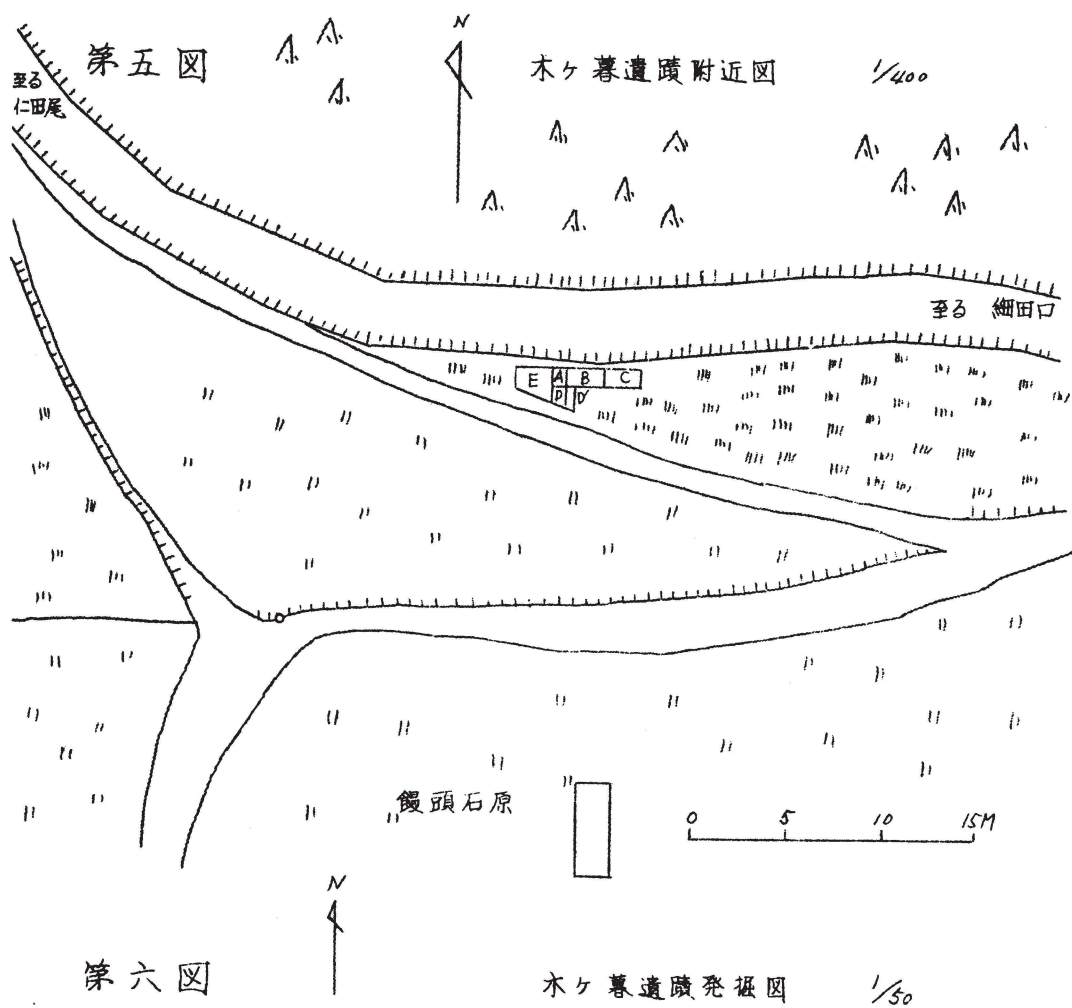 第五図
N
木ヶ暮遺蹟附近図 1/400
至る
仁田尾
至る 細田口
E A B C
D D'
饅頭石原
0 5 10 15M
N
第六図
木ヶ暮遺蹟発掘図 1/50